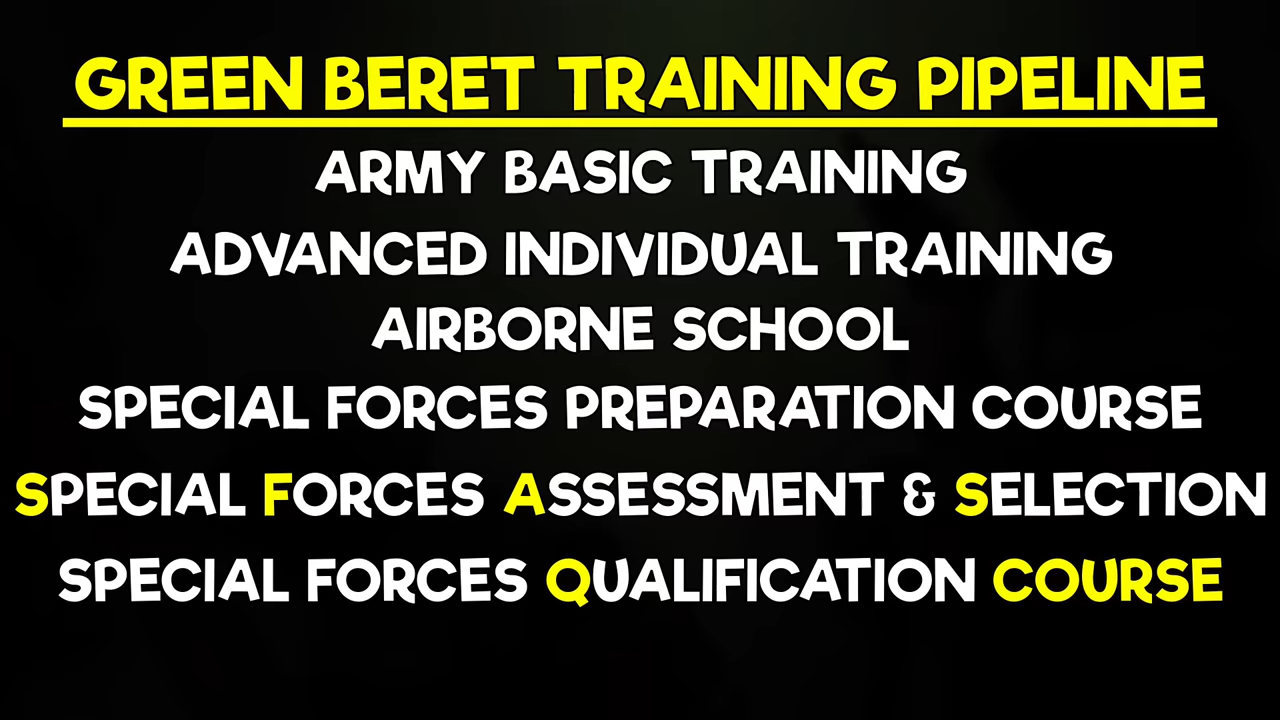 GREEN BERET TRAINING PIPELINE
ARMY BASIC TRAINING
ADVANCED INDIVIDUAL TRAINING
AIRBORNE SCHOOL
SPECIAL FORCES PREPARATION COURSE
SPECIAL FORCES ASSESSMENT & SELECTION
SPECIAL FORCES QUALIFICATION COURSE